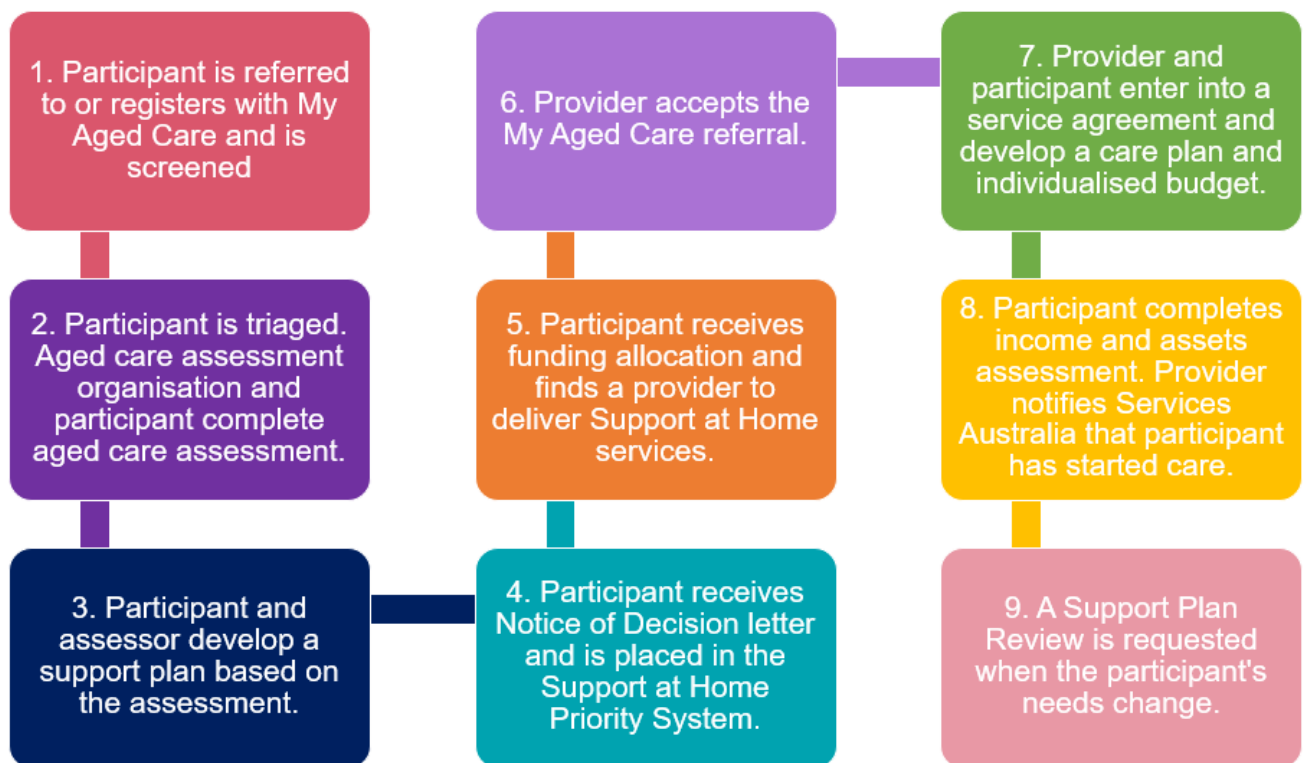 1. Participant is referred
to or registers with My
Aged Care and is
screened
2. Participant is triaged.
Aged care assessment
organisation and
participant complete
aged care assessment.
3. Participant and
assessor develop a
support plan based on
the assessment.
4. Participant receives
Notice of Decision letter
and is placed in the
Support at Home
Priority System.
5. Participant receives
funding allocation and
finds a provider to
deliver Support at Home
services.
6. Provider accepts the
My Aged Care referral.
7. Provider and
participant enter into a
service agreement and
develop a care plan and
individualised budget.
8. Participant completes
income and assets
assessment. Provider
notifies Services
Australia that participant
has started care.
9. A Support Plan
Review is requested
when the participant's
needs change.